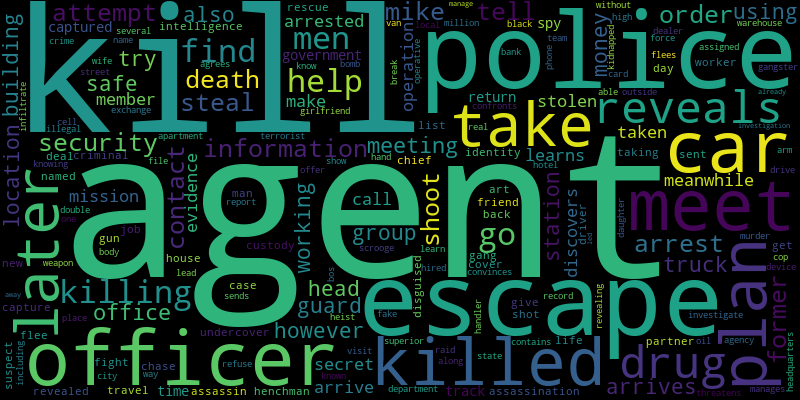 attempt
kill
also
arrested
captured
intelligence
rescue
several
mike
van
local
million
tell
spy
black
order
without
high
using
team
force
assigned
warehouse
crime
name
building
infiltrate
find
men
government
agrees
know
bomb
operation
operative
police
phone
money
kidnapped
card
flees
day
dealer
gangster
worker
wife
street
try
safe
member
death
steal
help
make
girlfriend
break
bank
return
stolen
reveals
able
outside
cell
illegal
exchange
apartment
terrorist
list
take
car
location
security
deal
criminal
knowing
file
information
meeting
show
hand
chief
real
identity
learns
hotel
taken
taking
sent
already
investigation
arm
meanwhile
drive
confronts
offer
named
mission
double
one
contact
evidence
man
report
call
art
friend
back
station
discovers
driver
led
daughter
meet
murder
get
cop
device
later
agent
job
gun
body
house
working
custody
learn
scrooge
group
shoot
go
gang
cover
convinces
arrest
truck
plan
former
new
weapon
lead
case
sends
goes
head
hired
disguised
give
shot
record
revealing
investigate
killing
capture
place
office
undercover
however
guard
heist
fake
handler
escape
contains
life
partner
oil
agency
away
flee
officer
suspect
including
fight
city
chase
way
refuse
secret
known
visit
superior
raid
along
state
killed
drug
arrives
threatens
manages
headquarters
revealed
travel
time
assassin
henchman
arrive
department
track
assassination
manage